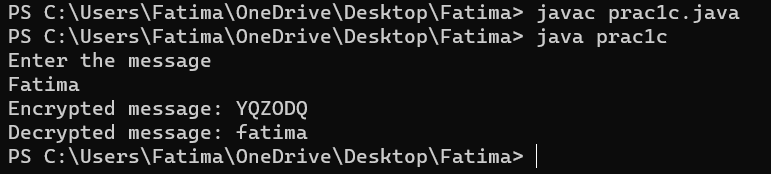 PS C:\Users\Fatima\OneDrive\Desktop\Fatima> javac prac1c.java
PS C:\Users\Fatima\OneDrive\Desktop\Fatima> java prac1c
Enter the message
Fatima
Encrypted message: YQZODQ
Decrypted message: fatima
PS C:\Users\Fatima\OneDrive\Desktop\Fatima>